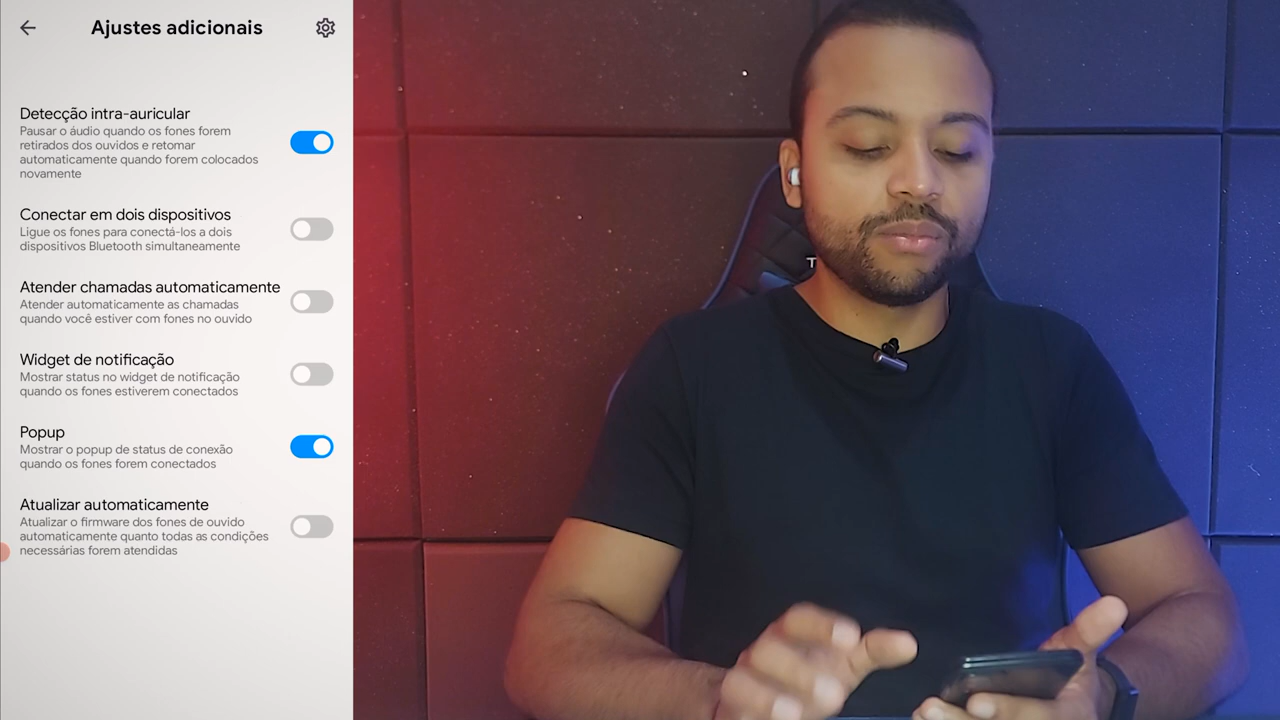 Ajustes adicionais
Detecção intra-auricular
Pausar o áudio quando os fones forem
retirados dos ouvidos e retomar
automaticamente quando forem colocados
novamente
Conectar em dois dispositivos
Ligue os fones para conectá-los a dois
dispositivos Bluetooth simultaneamente
Atender chamadas automaticamente
Atender automaticamente as chamadas
quando você estiver com fones no ouvido
Widget de notificação
Mostrar status no widget de notificação
quando os fones estiverem conectados
Popup
Mostrar o popup de status de conexão
quando os fones forem conectados
Atualizar automaticamente
Atualizar o firmware dos fones de ouvido
automaticamente quanto todas as condições
necessárias forem atendidas
T